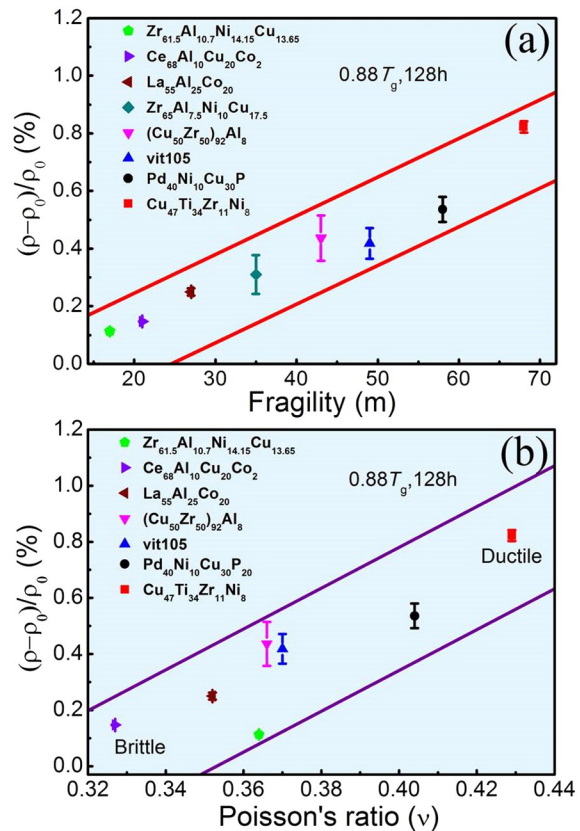 (a)
Zr61.5Al10.7Ni14.15Cu13.65
Ce68Al10Cu20Co2
La55Al25Co20
Zr65Al7.5Ni10Cu17.5
(Cu50Zr50)92Al8
vit105
Pd40Ni10Cu30P
Cu47Ti34Zr11Ni8
0.88Tg,128h
(ρ−ρ0)/ρ0 (%)
1.2
1.0
0.8
0.6
0.4
0.2
0.0
20 30 40 50 60 70
Fragility (m)
(b)
Zr61.5Al10.7Ni14.15Cu13.65
Ce68Al10Cu20Co2
La55Al25Co20
(Cu50Zr50)92Al8
vit105
Pd40Ni10Cu30P20
Cu47Ti34Zr11Ni8
0.88Tg,128h
Ductile
Brittle
(ρ−ρ0)/ρ0 (%)
1.2
1.0
0.8
0.6
0.4
0.2
0.0
0.32 0.34 0.36 0.38 0.40 0.42 0.44
Poisson's ratio (ν)